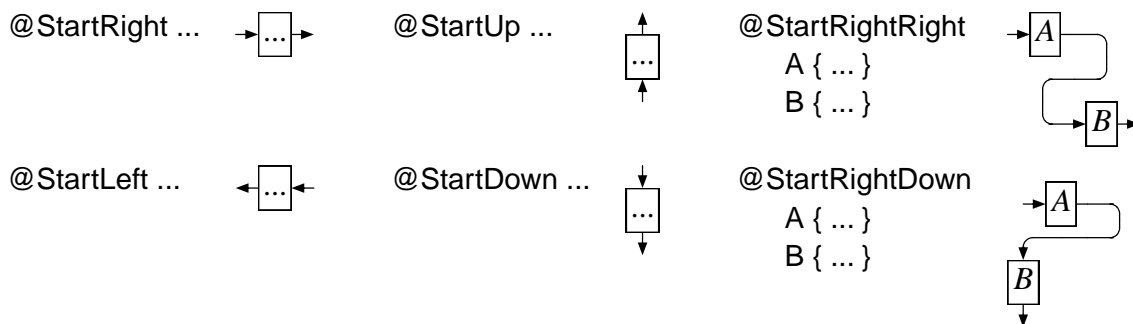 @StartRight ...
...
@StartUp ...
...
@StartRightRight
A { ... }
B { ... }
A
B
@StartLeft ...
...
@StartDown ...
...
@StartRightDown
A { ... }
B { ... }
A
B